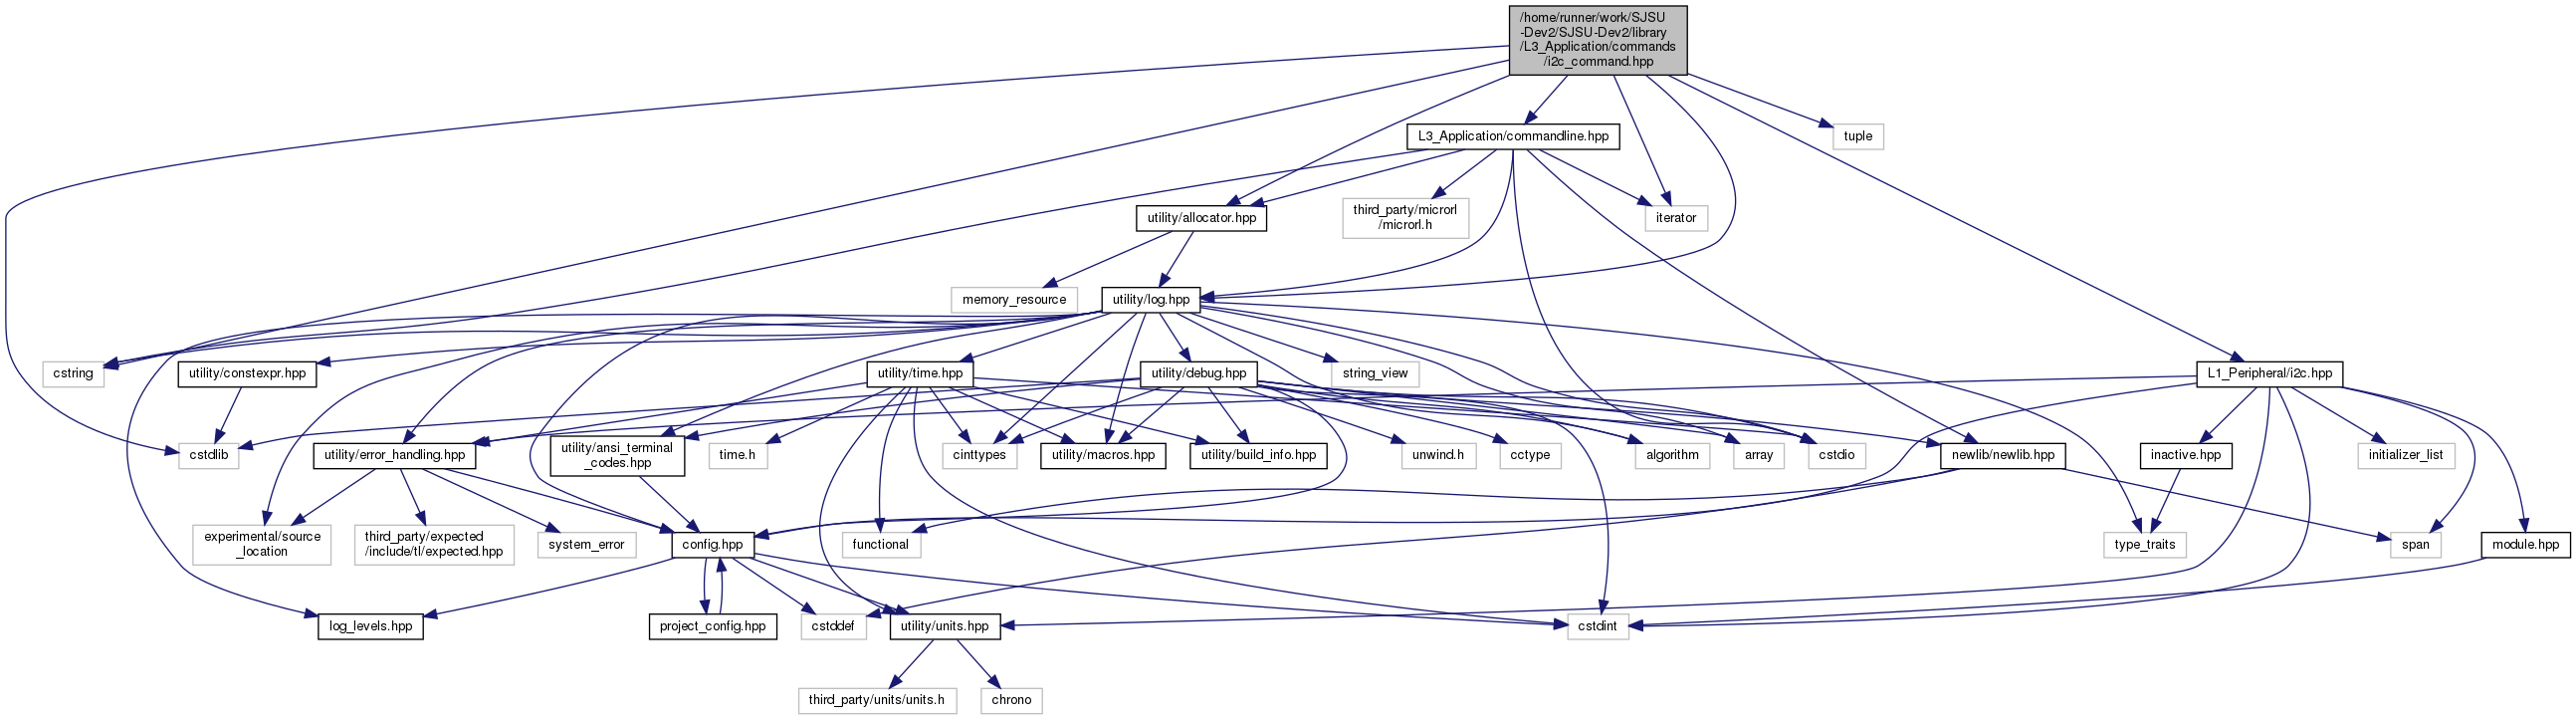 /home/runner/work/SJSU
-Dev2/SJSU-Dev2/library
/L3_Application/commands
/i2c_command.hpp
L3_Application/commandline.hpp
tuple
utility/allocator.hpp
third_party/microrl
/microrl.h
iterator
memory_resource
utility/log.hpp
cstring
utility/constexpr.hpp
utility/time.hpp
utility/debug.hpp
string_view
L1_Peripheral/i2c.hpp
cstdlib
utility/error_handling.hpp
utility/ansi_terminal
_codes.hpp
time.h
cinttypes
utility/macros.hpp
utility/build_info.hpp
unwind.h
cctype
algorithm
array
cstdio
newlib/newlib.hpp
inactive.hpp
initializer_list
experimental/source
_location
third_party/expected
/include/tl/expected.hpp
system_error
config.hpp
functional
type_traits
span
module.hpp
log_levels.hpp
project_config.hpp
cstddef
utility/units.hpp
cstdint
third_party/units/units.h
chrono